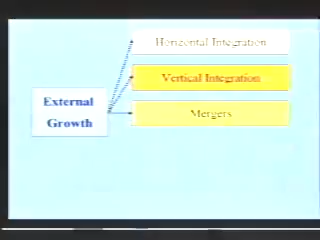 Horizontal Integration
Vertical Integration
External
Growth
Mergers